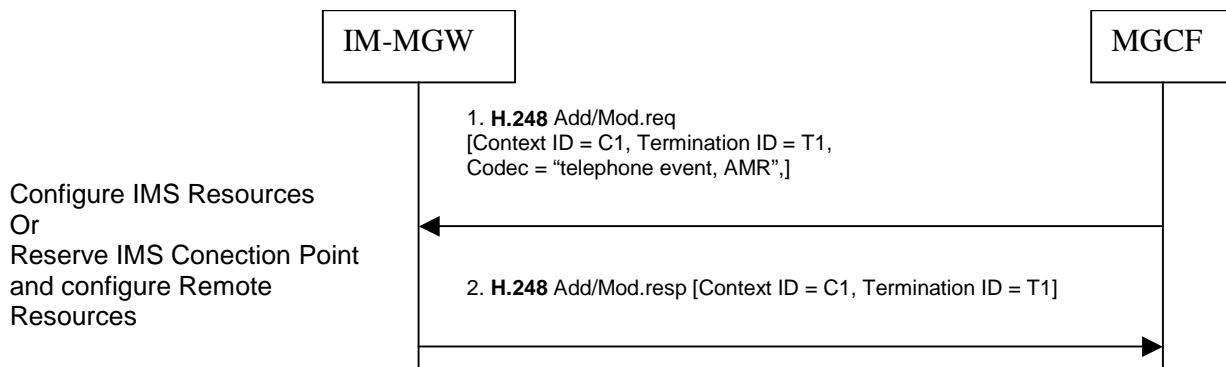 IM-MGW
MGCF
1. H.248 Add/Mod.req
[Context ID = C1, Termination ID = T1,
Codec = “telephone event, AMR”,]
Configure IMS Resources
Or
Reserve IMS Conection Point
and configure Remote
Resources
2. H.248 Add/Mod.resp [Context ID = C1, Termination ID = T1]